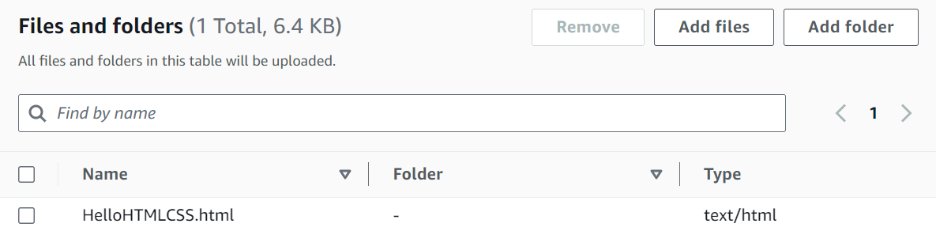 Files and folders (1 Total, 6.4 KB) Remove Add files Add folder
All files and folders in this table will be uploaded.
Find by name 1
Name Folder Type
HelloHTMLCSS.html - text/html